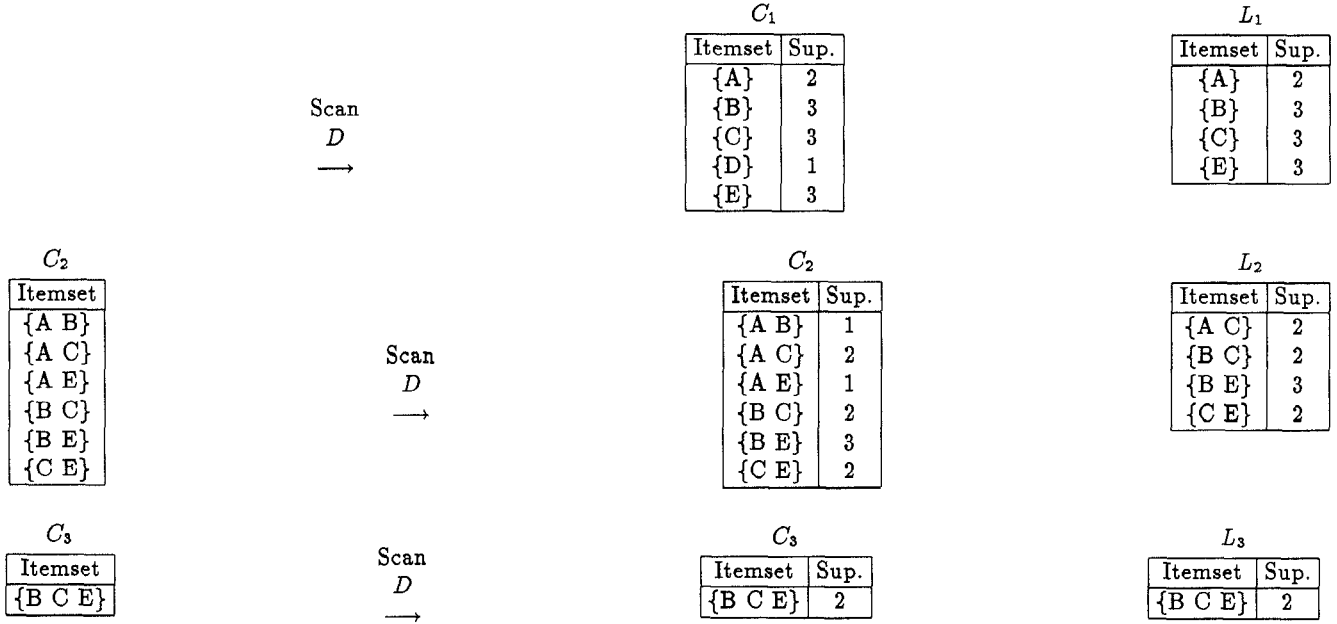 C₁
Itemset Sup.
{A} 2
{B} 3
{C} 3
{D} 1
{E} 3
Scan
D
⟶
L₁
Itemset Sup.
{A} 2
{B} 3
{C} 3
{E} 3
C₂
Itemset
{A B}
{A C}
{A E}
{B C}
{B E}
{C E}
Scan
D
⟶
C₂
Itemset Sup.
{A B} 1
{A C} 2
{A E} 1
{B C} 2
{B E} 3
{C E} 2
L₂
Itemset Sup.
{A C} 2
{B C} 2
{B E} 3
{C E} 2
C₃
Itemset
{B C E}
Scan
D
⟶
C₃
Itemset Sup.
{B C E} 2
L₃
Itemset Sup.
{B C E} 2